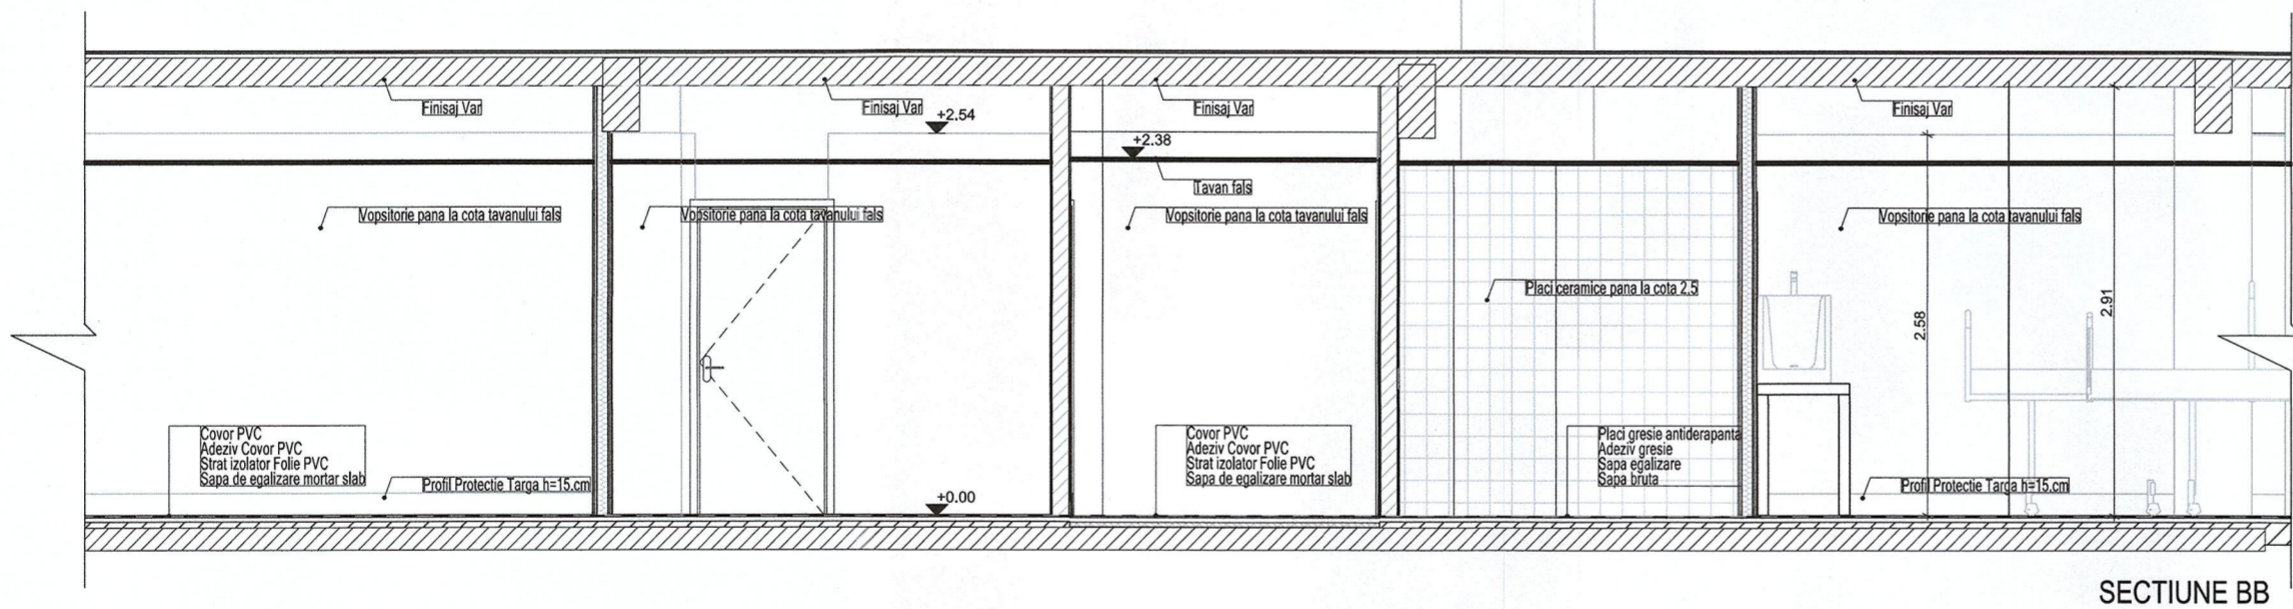 Finisaj Var
Finisaj Var
Finisaj Var
Finisaj Var
+2.54
+2.38
Tavan fals
Vopsitorie pana la cota tavanului fals
Vopsitorie pana la cota tavanului fals
Vopsitorie pana la cota tavanului fals
Vopsitorie pana la cota tavanului fals
Placi ceramice pana la cota 2.5
2.58
2.91
Covor PVC
Adeziv Covor PVC
Strat izolator Folie PVC
Sapa de egalizare mortar slab
Profil Protectie Targa h=15.cm
+0.00
Covor PVC
Adeziv Covor PVC
Strat izolator Folie PVC
Sapa de egalizare mortar slab
Placi gresie antiderapanta
Adeziv gresie
Sapa egalizare
Sapa bruta
Profil Protectie Targa h=15.cm
SECTIUNE BB